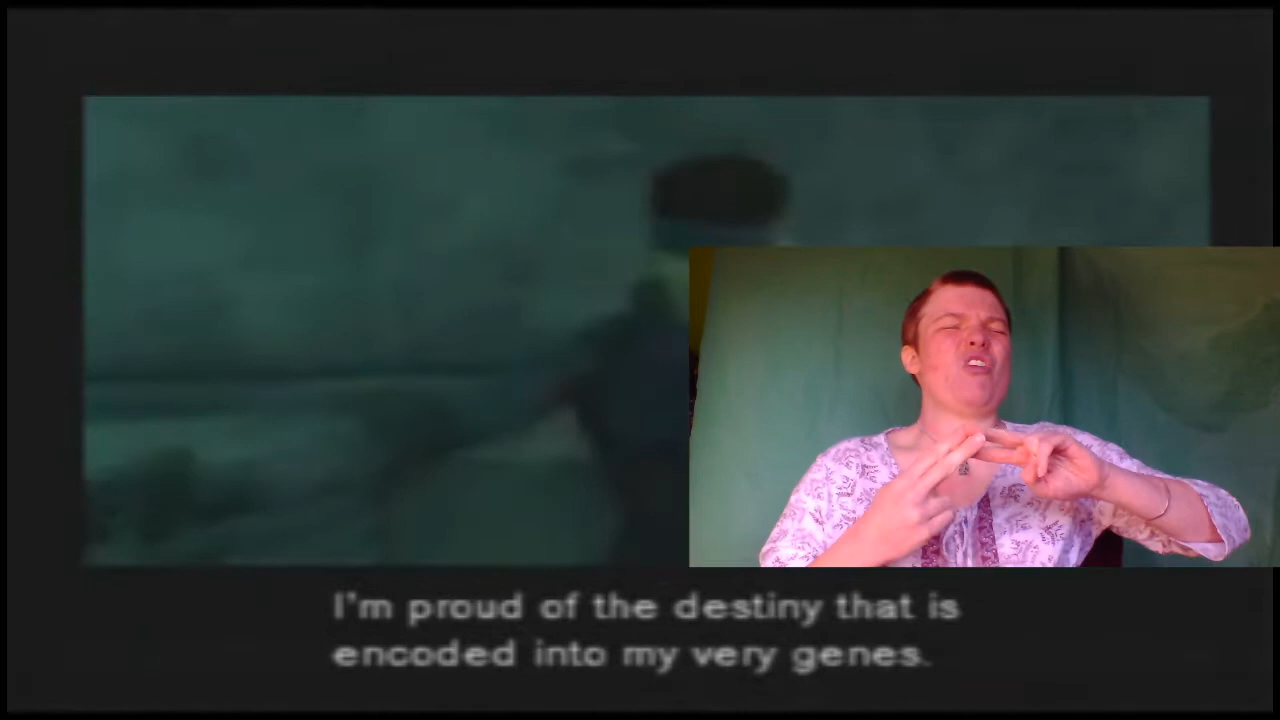 I'm proud of the destiny that is
encoded into my very genes.